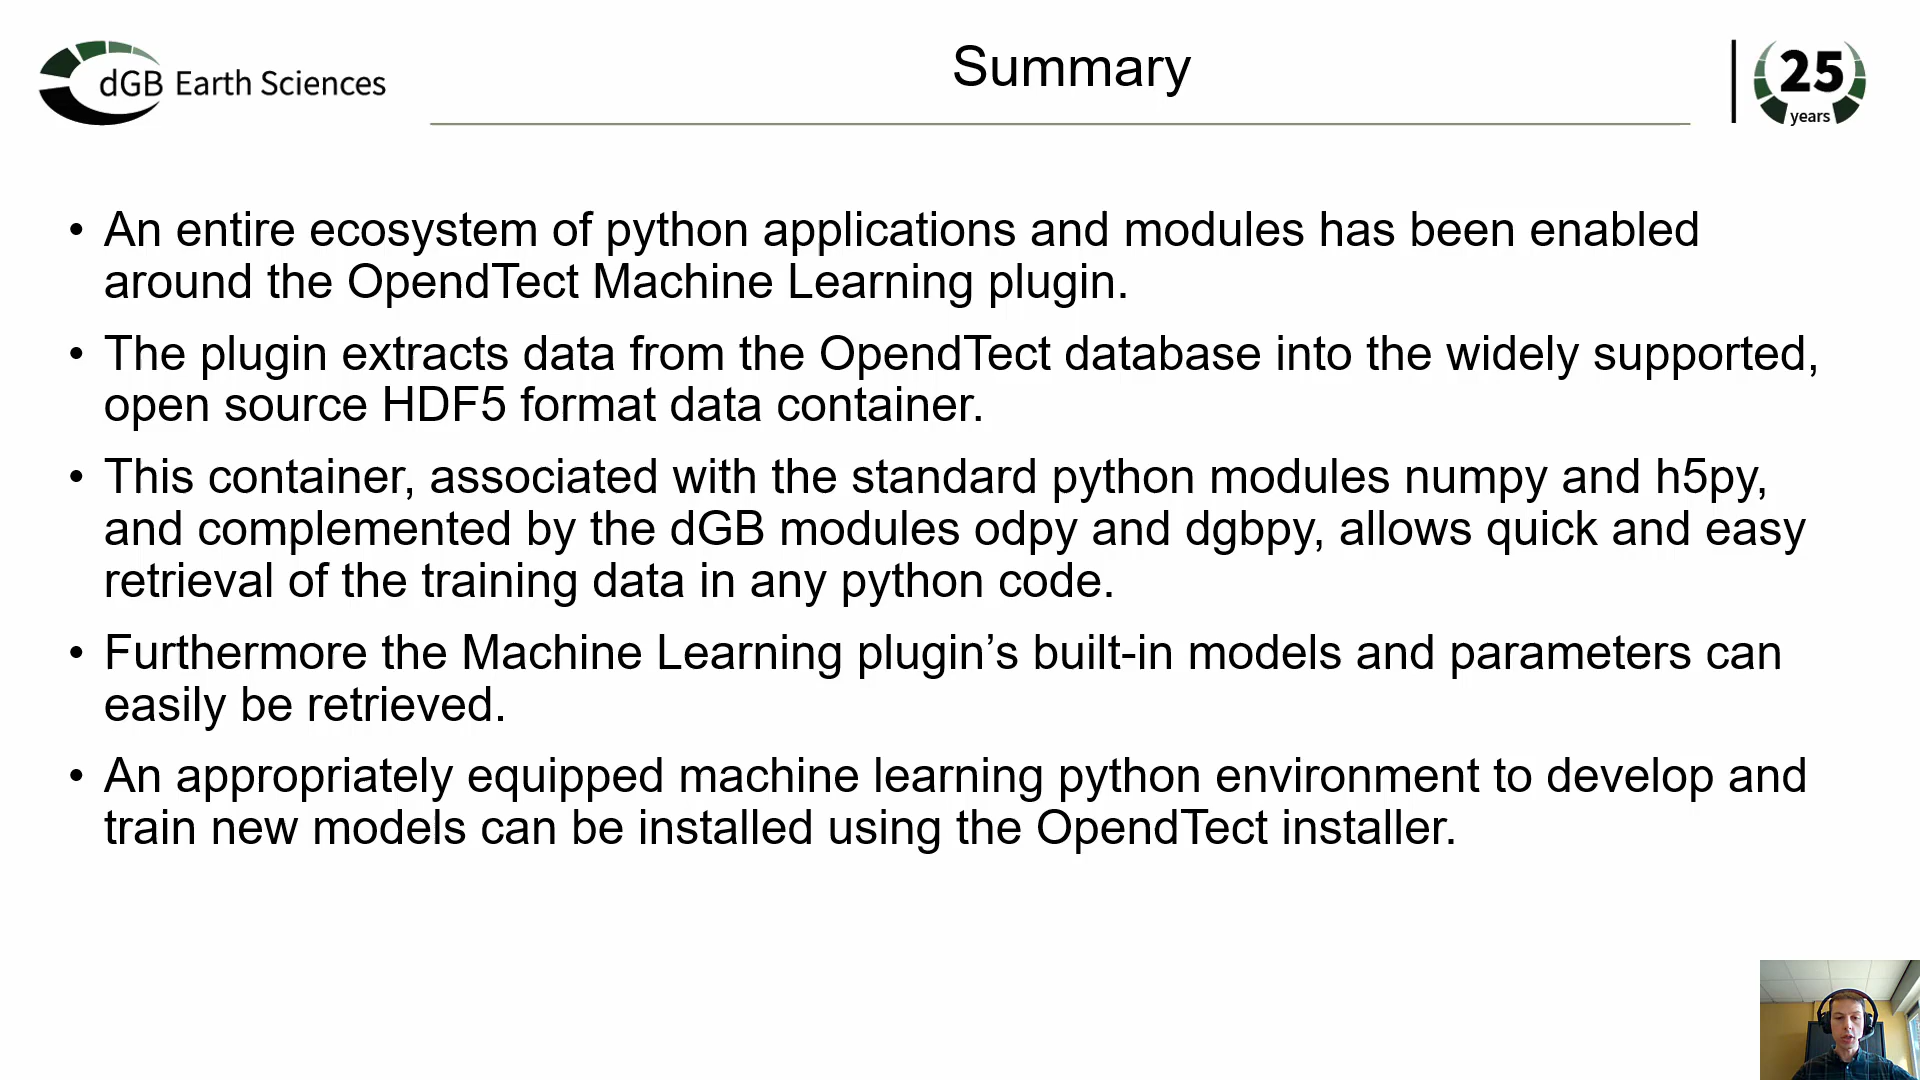 dGB Earth Sciences
Summary
25
years
• An entire ecosystem of python applications and modules has been enabled
around the OpendTect Machine Learning plugin.
• The plugin extracts data from the OpendTect database into the widely supported,
open source HDF5 format data container.
• This container, associated with the standard python modules numpy and h5py,
and complemented by the dGB modules odpy and dgbpy, allows quick and easy
retrieval of the training data in any python code.
• Furthermore the Machine Learning plugin’s built-in models and parameters can
easily be retrieved.
• An appropriately equipped machine learning python environment to develop and
train new models can be installed using the OpendTect installer.